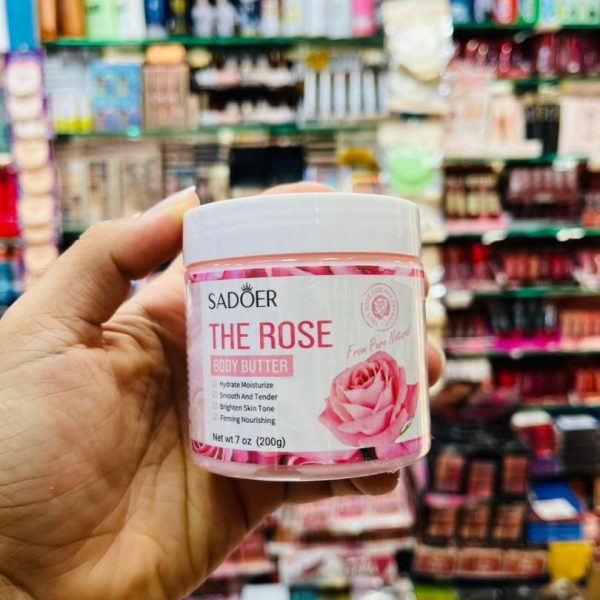 SADOER
THE ROSE
From Pure Natural
BODY BUTTER
Hydrate Moisturize
Smooth And Tender
Brighten Skin Tone
Firming Nourishing
Net wt 7 oz (200g)